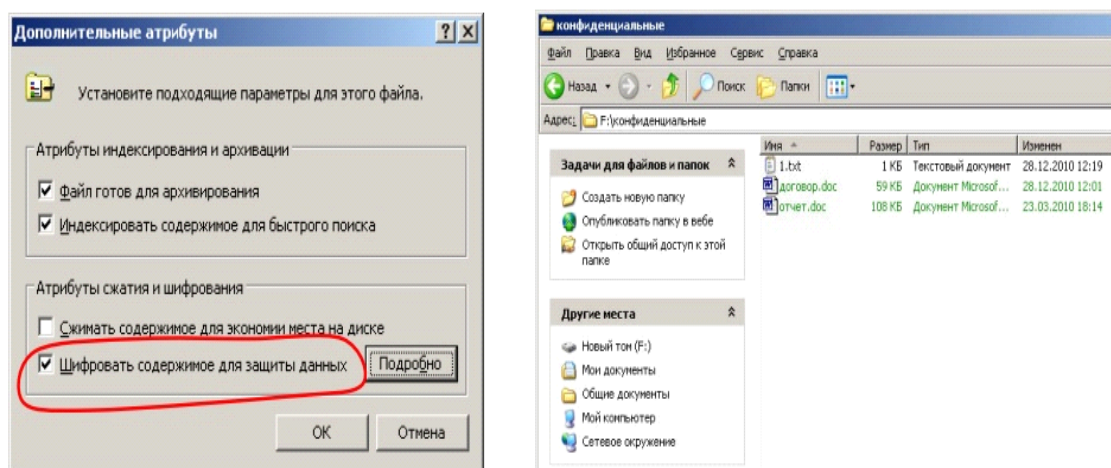 Дополнительные атрибуты
Установите подходящие параметры для этого файла.
Атрибуты индексирования и архивации
Файл готов для архивирования
Индексировать содержимое для быстрого поиска
Атрибуты сжатия и шифрования
Сжимать содержимое для экономии места на диске
Шифровать содержимое для защиты данных
Подробно
ОК
Отмена
конфиденциальные
Файл Правка Вид Избранное Сервис Справка
Назад Поиск Папки
Адрес: F:\конфиденциальные
Задачи для файлов и папок
Создать новую папку
Опубликовать папку в вебе
Открыть общий доступ к этой
папке
Другие места
Новый том (F:)
Мои документы
Общие документы
Мой компьютер
Сетевое окружение
Имя Размер Тип Изменен
1.txt 1 КБ Текстовый документ 28.12.2010 12:19
договор.doc 59 КБ Документ Microsof... 28.12.2010 12:01
отчет.doc 108 КБ Документ Microsof... 23.03.2010 18:14